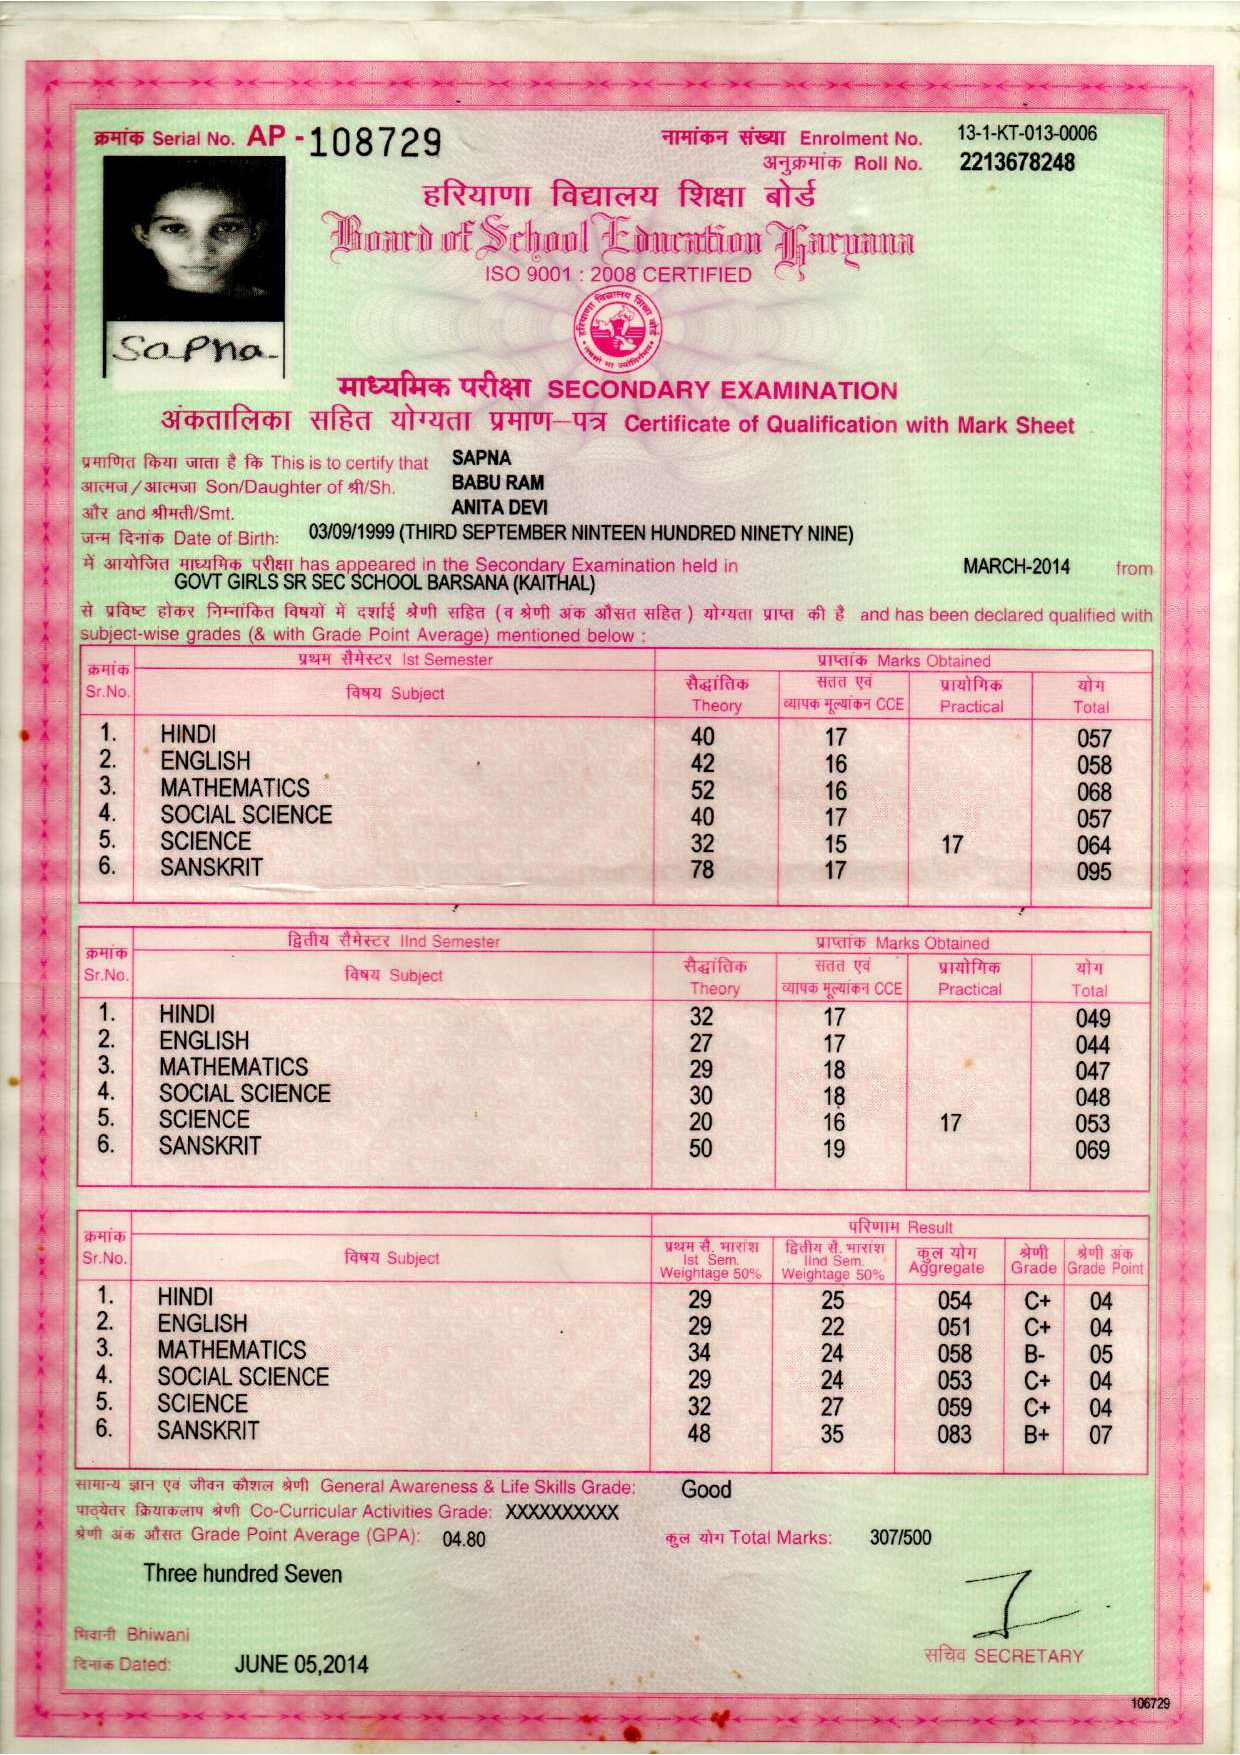 क्रमांक Serial No. AP - 108729
नामांकन संख्या Enrolment No. 13-1-KT-013-0006
अनुक्रमांक Roll No. 2213678248
हरियाणा विद्यालय शिक्षा बोर्ड
Board of School Education Haryana
ISO 9001 : 2008 CERTIFIED
हरियाणा विद्यालय शिक्षा बोर्ड
Sapna
माध्यमिक परीक्षा SECONDARY EXAMINATION
अंकतालिका सहित योग्यता प्रमाण-पत्र Certificate of Qualification with Mark Sheet
प्रमाणित किया जाता है कि This is to certify that SAPNA
आत्मज / आत्मजा Son/Daughter of श्री/Sh. BABU RAM
और and श्रीमती/Smt. ANITA DEVI
जन्म दिनांक Date of Birth: 03/09/1999 (THIRD SEPTEMBER NINTEEN HUNDRED NINETY NINE)
में आयोजित माध्यमिक परीक्षा has appeared in the Secondary Examination held in MARCH-2014 from
GOVT GIRLS SR SEC SCHOOL BARSANA (KAITHAL)
से प्रविष्ट होकर निम्नांकित विषयों में दर्शाई श्रेणी सहित (व श्रेणी अंक औसत सहित) योग्यता प्राप्त की है and has been declared qualified with
subject-wise grades (& with Grade Point Average) mentioned below :
क्रमांक Sr.No. प्रथम सैमेस्टर Ist Semester प्राप्तांक Marks Obtained
विषय Subject सैद्धांतिक Theory सतत एवं व्यापक मूल्यांकन CCE प्रायोगिक Practical योग Total
1. HINDI 40 17 057
2. ENGLISH 42 16 058
3. MATHEMATICS 52 16 068
4. SOCIAL SCIENCE 40 17 057
5. SCIENCE 32 15 17 064
6. SANSKRIT 78 17 095
क्रमांक Sr.No. द्वितीय सैमेस्टर IInd Semester प्राप्तांक Marks Obtained
विषय Subject सैद्धांतिक Theory सतत एवं व्यापक मूल्यांकन CCE प्रायोगिक Practical योग Total
1. HINDI 32 17 049
2. ENGLISH 27 17 044
3. MATHEMATICS 29 18 047
4. SOCIAL SCIENCE 30 18 048
5. SCIENCE 20 16 17 053
6. SANSKRIT 50 19 069
क्रमांक Sr.No. विषय Subject परिणाम Result
प्रथम सै. भारांश Ist Sem. Weightage 50% द्वितीय सै. भारांश IInd Sem. Weightage 50% कुल योग Aggregate श्रेणी Grade श्रेणी अंक Grade Point
1. HINDI 29 25 054 C+ 04
2. ENGLISH 29 22 051 C+ 04
3. MATHEMATICS 34 24 058 B- 05
4. SOCIAL SCIENCE 29 24 053 C+ 04
5. SCIENCE 32 27 059 C+ 04
6. SANSKRIT 48 35 083 B+ 07
सामान्य ज्ञान एवं जीवन कौशल श्रेणी General Awareness & Life Skills Grade: Good
पाठ्येतर क्रियाकलाप श्रेणी Co-Curricular Activities Grade: XXXXXXXXXX
श्रेणी अंक औसत Grade Point Average (GPA): 04.80 कुल योग Total Marks: 307/500
Three hundred Seven
भिवानी Bhiwani
दिनांक Dated: JUNE 05,2014
सचिव SECRETARY
106729